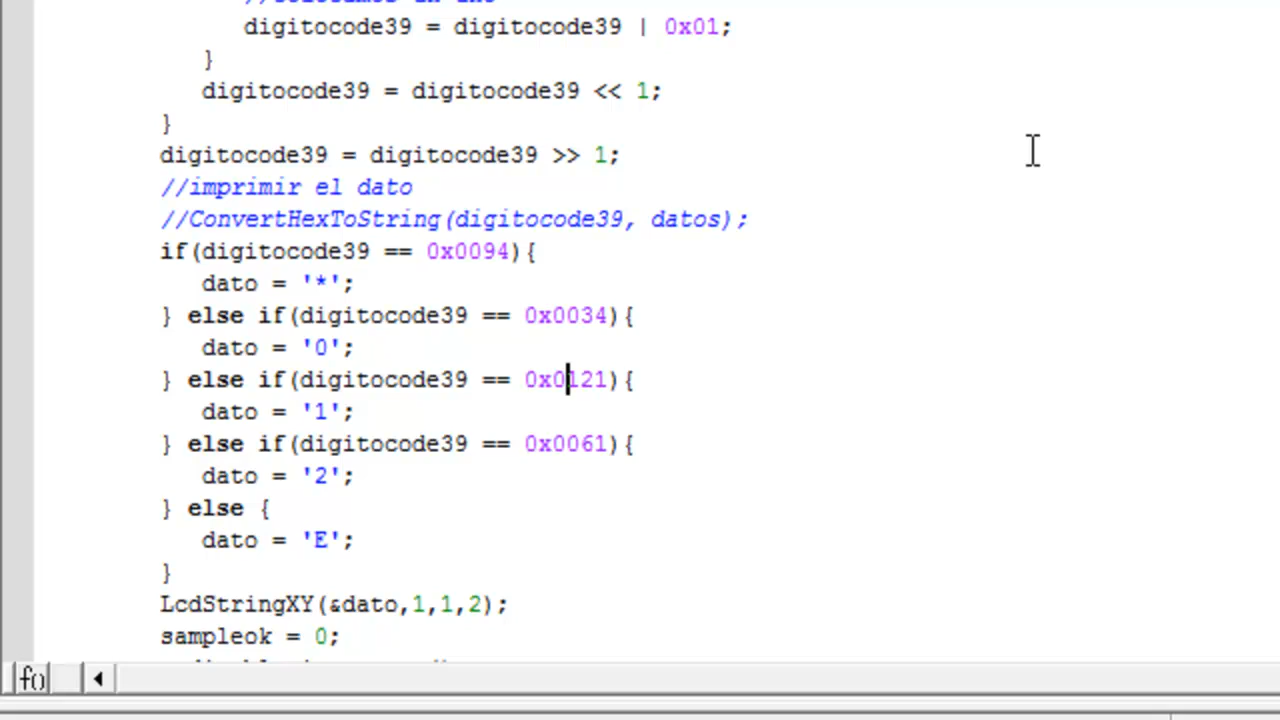 digitocode39 = digitocode39 | 0x01;
}
digitocode39 = digitocode39 << 1;
}
digitocode39 = digitocode39 >> 1;
//imprimir el dato
//ConvertHexToString(digitocode39, datos);
if(digitocode39 == 0x0094){
dato = '*';
} else if(digitocode39 == 0x0034){
dato = '0';
} else if(digitocode39 == 0x0121){
dato = '1';
} else if(digitocode39 == 0x0061){
dato = '2';
} else {
dato = 'E';
}
LcdStringXY(&dato,1,1,2);
sampleok = 0;
f()